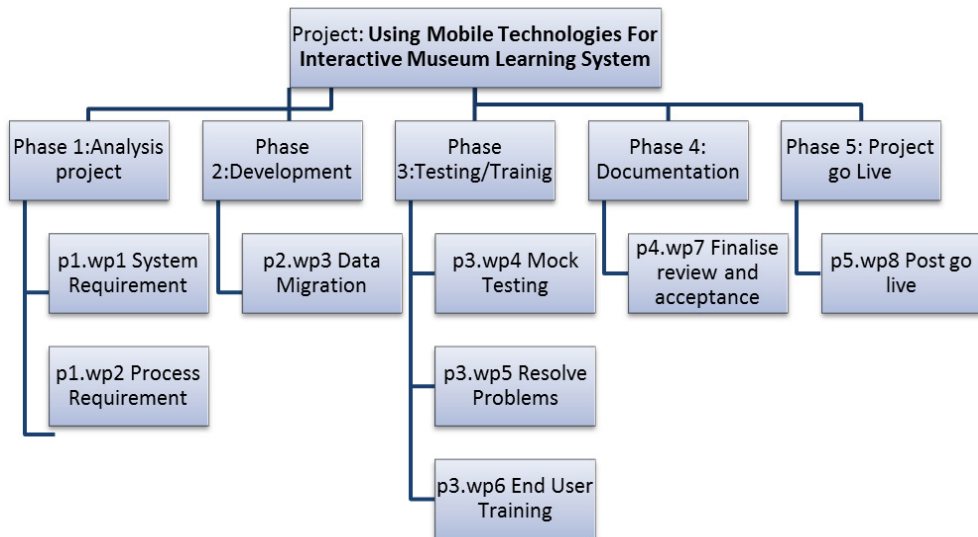 Project: Using Mobile Technologies For
Interactive Museum Learning System
Phase 1:Analysis
project
Phase
2:Development
Phase
3:Testing/Trainig
Phase 4:
Documentation
Phase 5: Project
go Live
p1.wp1 System
Requirement
p2.wp3 Data
Migration
p3.wp4 Mock
Testing
p4.wp7 Finalise
review and
acceptance
p5.wp8 Post go
live
p1.wp2 Process
Requirement
p3.wp5 Resolve
Problems
p3.wp6 End User
Training